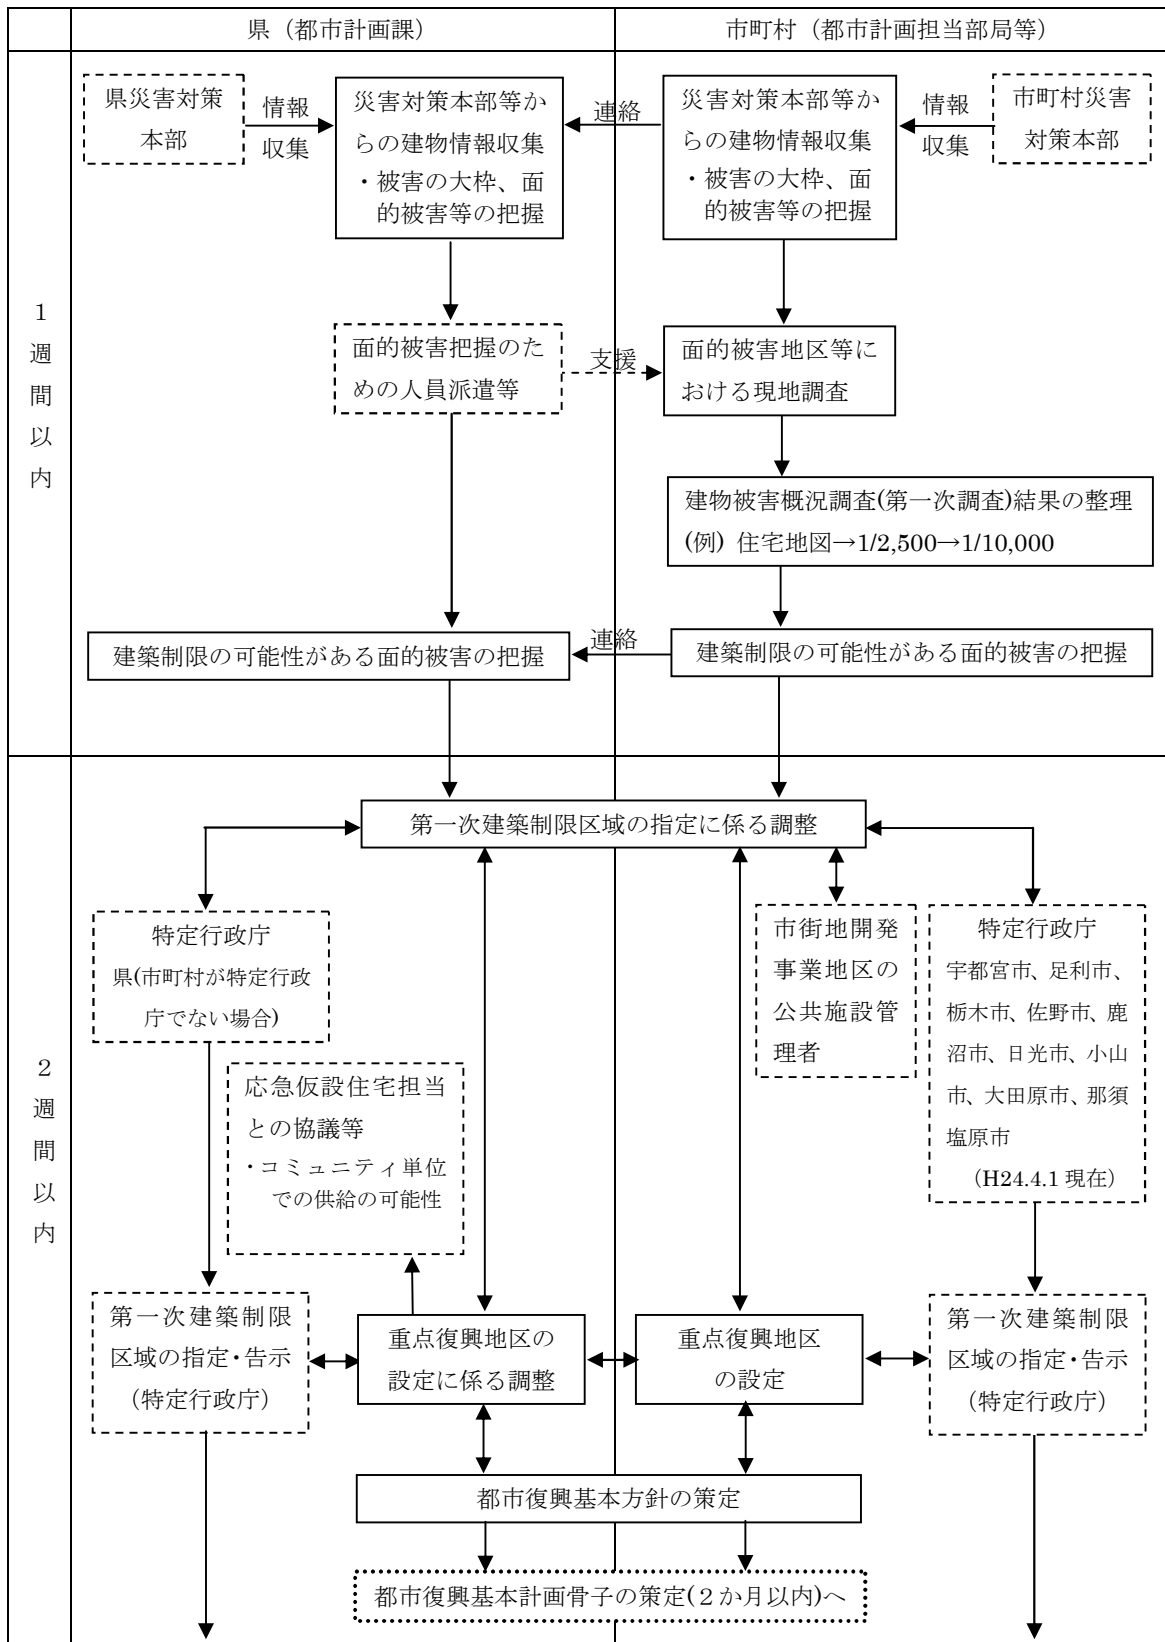 県（都市計画課）
市町村（都市計画担当部局等）
１週間以内
県災害対策
本部
情報
収集
災害対策本部等か
らの建物情報収集
・被害の大枠、面
的被害等の把握
連絡
災害対策本部等か
らの建物情報収集
・被害の大枠、面
的被害等の把握
情報
収集
市町村災害
対策本部
面的被害把握のた
めの人員派遣等
支援
面的被害地区等に
おける現地調査
建物被害概況調査(第一次調査)結果の整理
(例) 住宅地図→1/2,500→1/10,000
建築制限の可能性がある面的被害の把握
連絡
建築制限の可能性がある面的被害の把握
２週間以内
第一次建築制限区域の指定に係る調整
特定行政庁
県(市町村が特定行政
庁でない場合)
市街地開発
事業地区の
公共施設管
理者
特定行政庁
宇都宮市、足利市、
栃木市、佐野市、鹿
沼市、日光市、小山
市、大田原市、那須
塩原市
（H24.4.1 現在）
応急仮設住宅担当
との協議等
・コミュニティ単位
での供給の可能性
第一次建築制限
区域の指定・告示
（特定行政庁）
重点復興地区の
設定に係る調整
重点復興地区
の設定
第一次建築制限
区域の指定・告示
（特定行政庁）
都市復興基本方針の策定
都市復興基本計画骨子の策定(２か月以内)へ